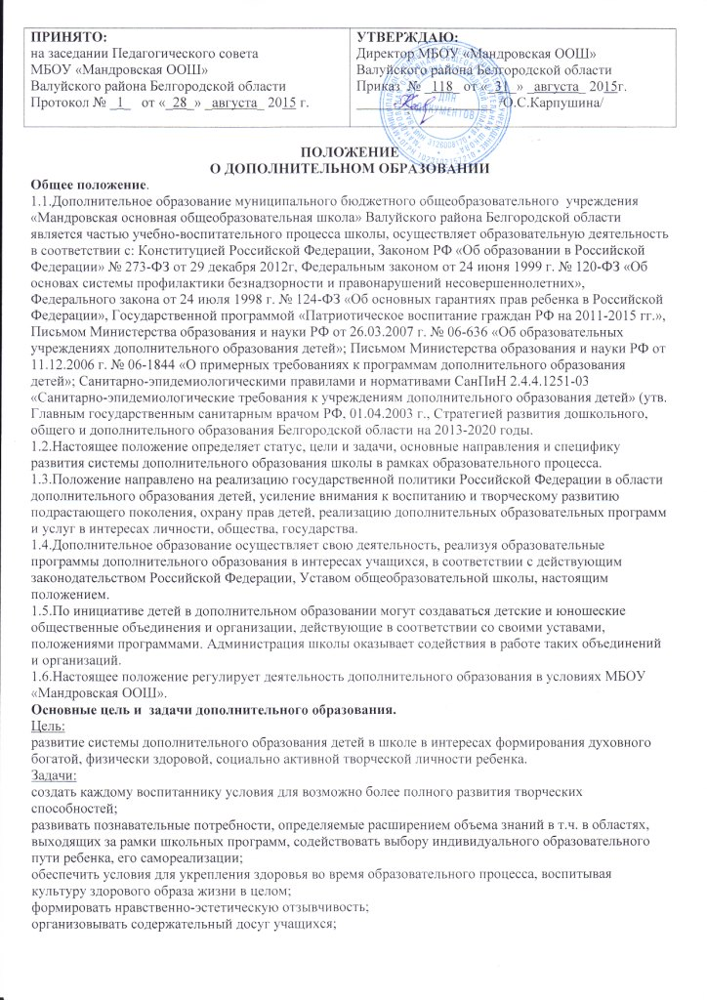 ПРИНЯТО:
на заседании Педагогического совета
МБОУ «Мандровская ООШ»
Валуйского района Белгородской области
Протокол № 1 от « 28 » августа 2015 г.
УТВЕРЖДАЮ:
Директор МБОУ «Мандровская ООШ»
Валуйского района Белгородской области
Приказ № 118 от « 31 » августа 2015г.
/О.С.Карпушина/
ДЛЯ
ДОКУМЕНТОВ
ПОЛОЖЕНИЕ
О ДОПОЛНИТЕЛЬНОМ ОБРАЗОВАНИИ
Общее положение.
1.1.Дополнительное образование муниципального бюджетного общеобразовательного учреждения
«Мандровская основная общеобразовательная школа» Валуйского района Белгородской области
является частью учебно-воспитательного процесса школы, осуществляет образовательную деятельность
в соответствии с: Конституцией Российской Федерации, Законом РФ «Об образовании в Российской
Федерации» № 273-ФЗ от 29 декабря 2012г, Федеральным законом от 24 июня 1999 г. № 120-ФЗ «Об
основах системы профилактики безнадзорности и правонарушений несовершеннолетних»,
Федерального закона от 24 июля 1998 г. № 124-ФЗ «Об основных гарантиях прав ребенка в Российской
Федерации», Государственной программой «Патриотическое воспитание граждан РФ на 2011-2015 гг.»,
Письмом Министерства образования и науки РФ от 26.03.2007 г. № 06-636 «Об образовательных
учреждениях дополнительного образования детей»; Письмом Министерства образования и науки РФ от
11.12.2006 г. № 06-1844 «О примерных требованиях к программам дополнительного образования
детей»; Санитарно-эпидемиологическими правилами и нормативами СанПиН 2.4.4.1251-03
«Санитарно-эпидемиологические требования к учреждениям дополнительного образования детей» (утв.
Главным государственным санитарным врачом РФ, 01.04.2003 г., Стратегией развития дошкольного,
общего и дополнительного образования Белгородской области на 2013-2020 годы.
1.2.Настоящее положение определяет статус, цели и задачи, основные направления и специфику
развития системы дополнительного образования школы в рамках образовательного процесса.
1.3.Положение направлено на реализацию государственной политики Российской Федерации в области
дополнительного образования детей, усиление внимания к воспитанию и творческому развитию
подрастающего поколения, охрану прав детей, реализацию дополнительных образовательных программ
и услуг в интересах личности, общества, государства.
1.4.Дополнительное образование осуществляет свою деятельность, реализуя образовательные
программы дополнительного образования в интересах учащихся, в соответствии с действующим
законодательством Российской Федерации, Уставом общеобразовательной школы, настоящим
положением.
1.5.По инициативе детей в дополнительном образовании могут создаваться детские и юношеские
общественные объединения и организации, действующие в соответствии со своими уставами,
положениями программами. Администрация школы оказывает содействия в работе таких объединений
и организаций.
1.6.Настоящее положение регулирует деятельность дополнительного образования в условиях МБОУ
«Мандровская ООШ».
Основные цель и задачи дополнительного образования.
Цель:
развитие системы дополнительного образования детей в школе в интересах формирования духовного
богатой, физически здоровой, социально активной творческой личности ребенка.
Задачи:
создать каждому воспитаннику условия для возможно более полного развития творческих
способностей;
развивать познавательные потребности, определяемые расширением объема знаний в т.ч. в областях,
выходящих за рамки школьных программ, содействовать выбору индивидуального образовательного
пути ребенка, его самореализации;
обеспечить условия для укрепления здоровья во время образовательного процесса, воспитывая
культуру здорового образа жизни в целом;
формировать нравственно-эстетическую отзывчивость;
организовывать содержательный досуг учащихся;